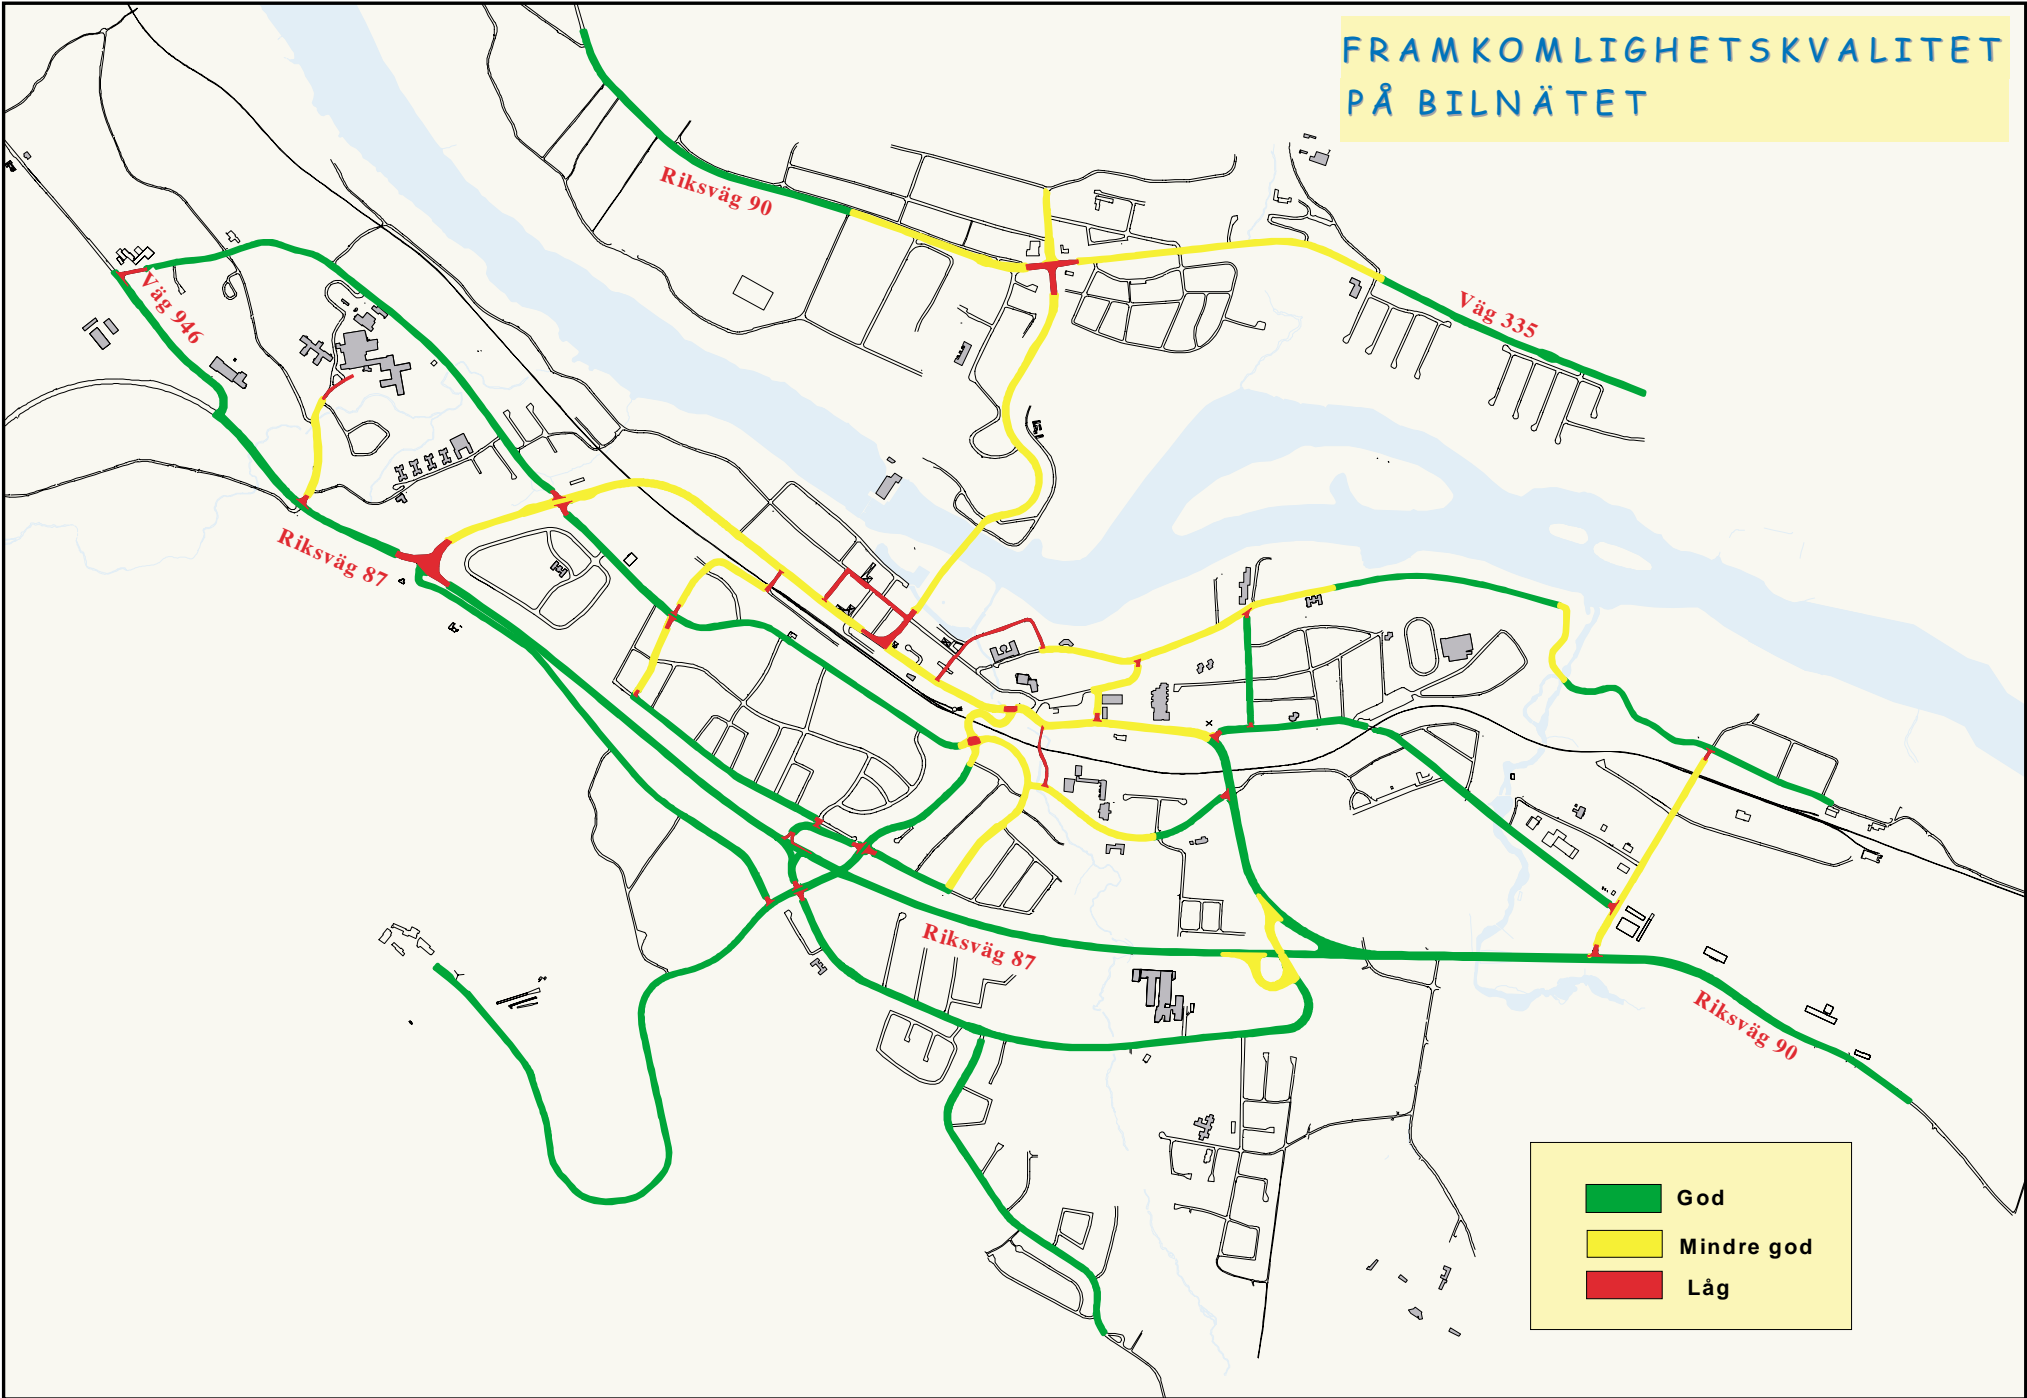 FRAMKOMLIGHETSKVALITET
PÅ BILNÄTET
Riksväg 90
Väg 946
Väg 335
Riksväg 87
Riksväg 87
Riksväg 90
God
Mindre god
Låg